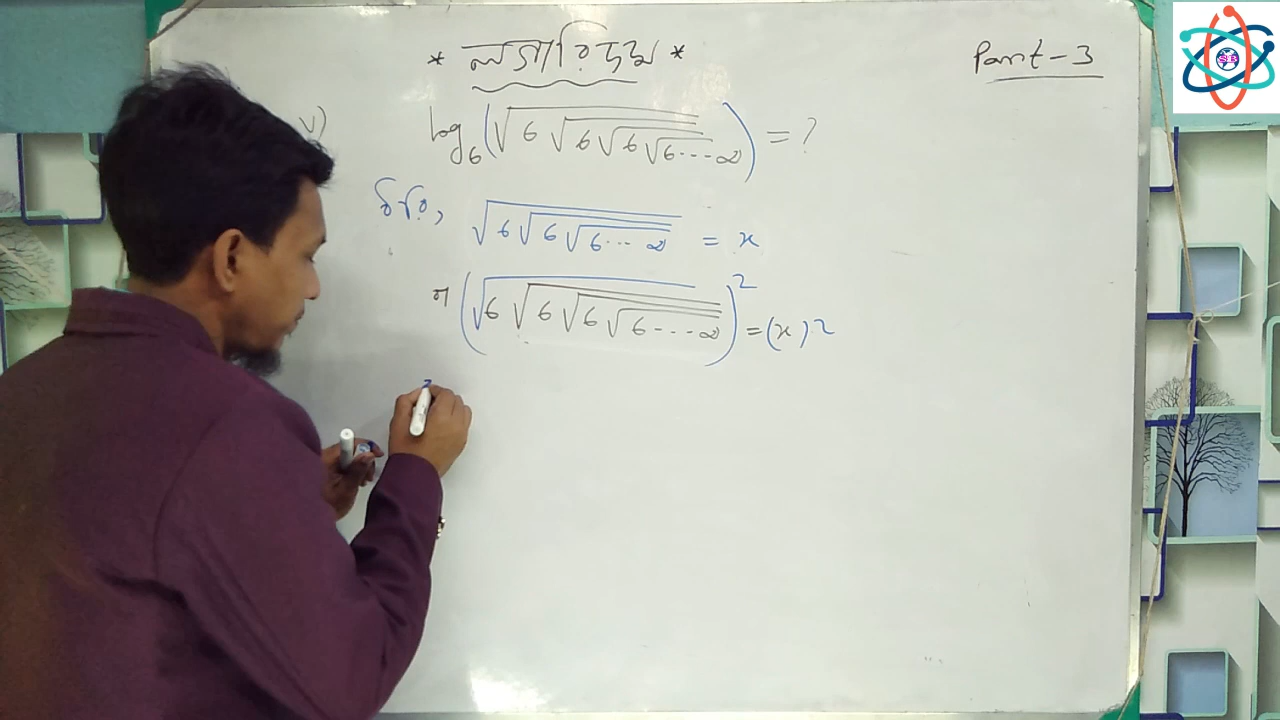 * লগারিদম *
Part-3
v) log₆(√6√6√6√6...∞) = ?
ধরি, √6√6√6...∞ = x
বা (√6√6√6√6---∞)² = (x)²
SB